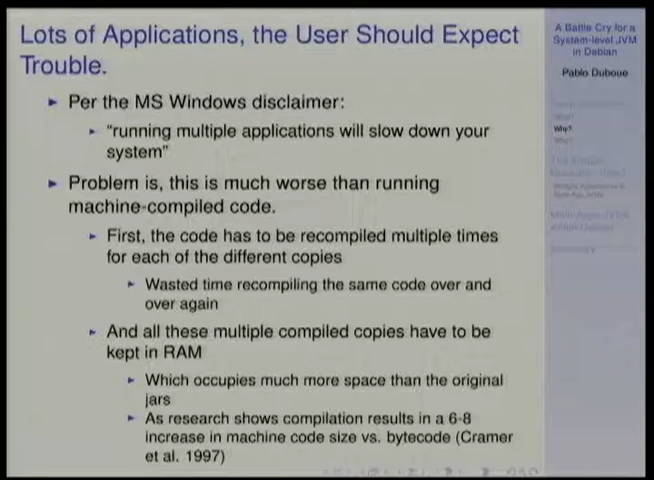 Lots of Applications, the User Should Expect
Trouble.
► Per the MS Windows disclaimer:
► "running multiple applications will slow down your
system"
► Problem is, this is much worse than running
machine-compiled code.
► First, the code has to be recompiled multiple times
for each of the different copies
► Wasted time recompiling the same code over and
over again
► And all these multiple compiled copies have to be
kept in RAM
► Which occupies much more space than the original
jars
► As research shows compilation results in a 6-8
increase in machine code size vs. bytecode (Cramer
et al. 1997)
A Battle Cry for a
System-level JVM
in Debian
Pablo Duboue
Why?